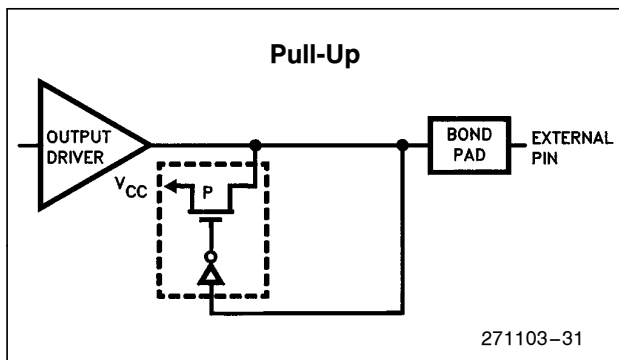 Pull-Up
OUTPUT
DRIVER
BOND
PAD
EXTERNAL
PIN
VCC
P
271103–31